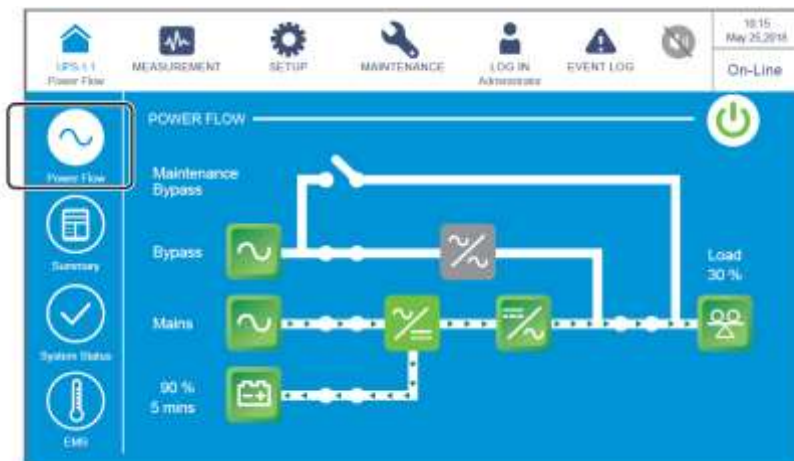 UPS-1.1
Power Flow
MEASUREMENT
SETUP
MAINTENANCE
LOG IN
Administrator
EVENT LOG
10:15
May 25,2018
On-Line
Power Flow
Summary
System Status
EMS
POWER FLOW
Maintenance
Bypass
Bypass
Mains
90 %
5 mins
Load
30 %